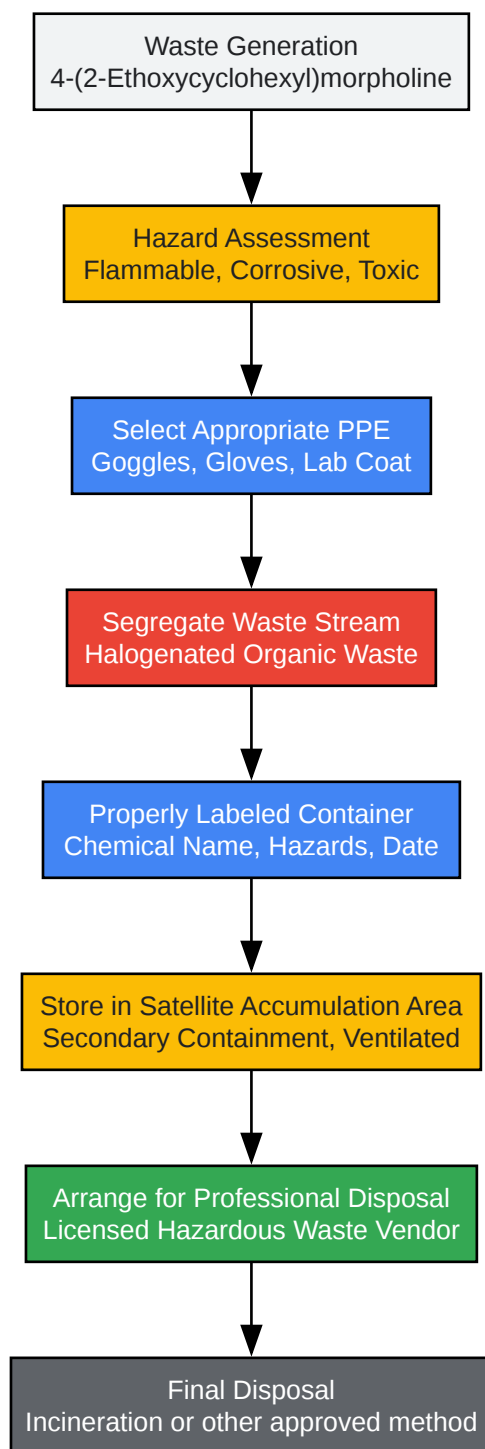 Waste Generation
4-(2-Ethoxycyclohexyl)morpholine
Hazard Assessment
Flammable, Corrosive, Toxic
Select Appropriate PPE
Goggles, Gloves, Lab Coat
Segregate Waste Stream
Halogenated Organic Waste
Properly Labeled Container
Chemical Name, Hazards, Date
Store in Satellite Accumulation Area
Secondary Containment, Ventilated
Arrange for Professional Disposal
Licensed Hazardous Waste Vendor
Final Disposal
Incineration or other approved method